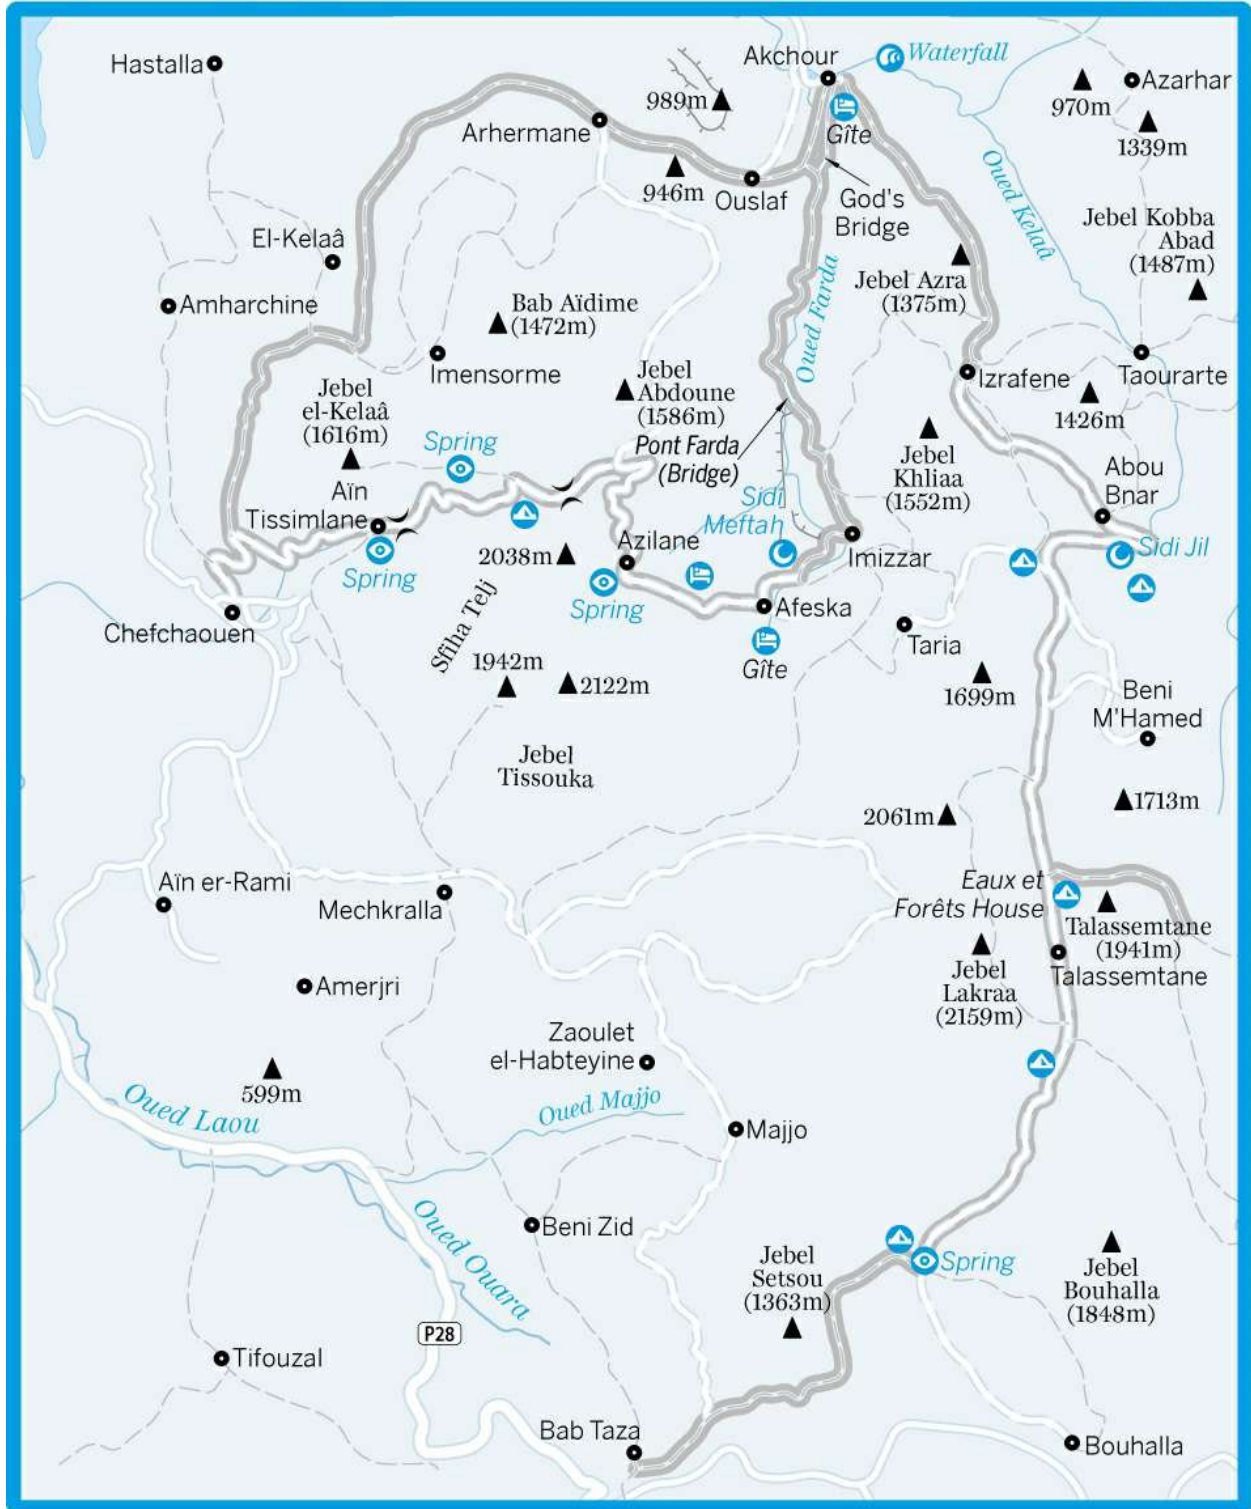 Hastalla
Akchour
Waterfall
989m
970m
Azarhar
Arhermane
Gîte
1339m
946m
Ouslaf
God's
Bridge
Oued Kelaâ
Jebel Kobba
Abad
(1487m)
El-Kelaâ
Amharchine
Oued Farda
Jebel Azra
(1375m)
Bab Aïdime
(1472m)
Imensorme
Jebel
Abdoune
(1586m)
Izrafene
Taourarte
Jebel
el-Kelaâ
(1616m)
1426m
Spring
Pont Farda
(Bridge)
Jebel
Khliaa
(1552m)
Abou
Bnar
Aïn
Tissimlane
Sidi
Meftah
Spring
2038m
Azilane
Imizzar
Sidi Jil
Spring
Chefchaouen
Sfiha Telj
Afeska
Taria
Gîte
1942m
2122m
1699m
Beni
M'Hamed
Jebel
Tissouka
2061m
1713m
Aïn er-Rami
Mechkralla
Eaux et
Forêts House
Talassemtane
(1941m)
Talassemtane
Jebel
Lakraa
(2159m)
Amerjri
Zaoulet
el-Habteyine
599m
Oued Laou
Oued Majjo
Majjo
Oued Ouara
Beni Zid
Jebel
Setsou
(1363m)
Spring
Jebel
Bouhalla
(1848m)
P28
Tifouzal
Bab Taza
Bouhalla